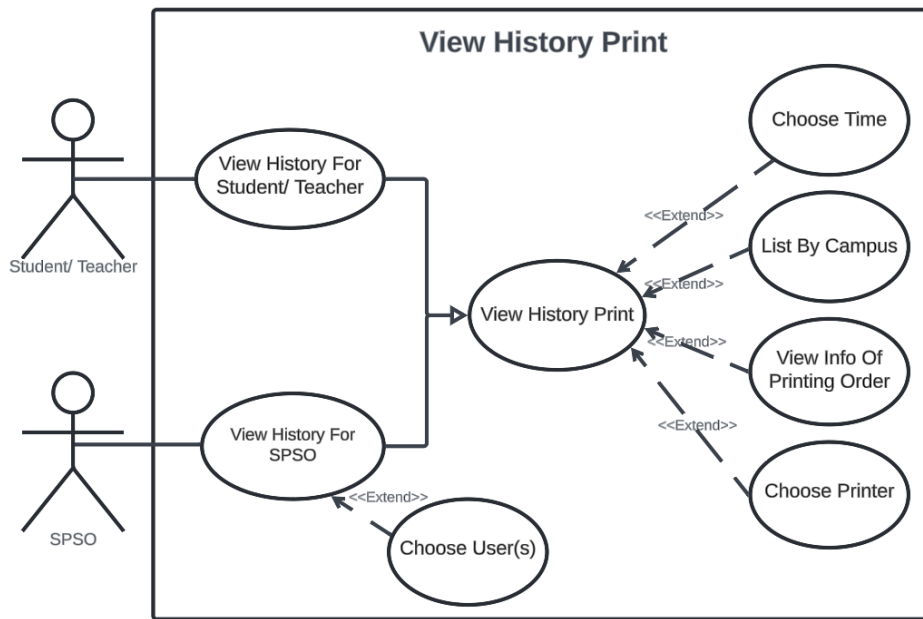 View History Print
Choose Time
View History For
Student/ Teacher
<<Extend>>
List By Campus
Student/ Teacher
<<Extend>>
View History Print
<<Extend>>
View Info Of
Printing Order
<<Extend>>
View History For
SPSO
Choose Printer
<<Extend>>
SPSO
Choose User(s)